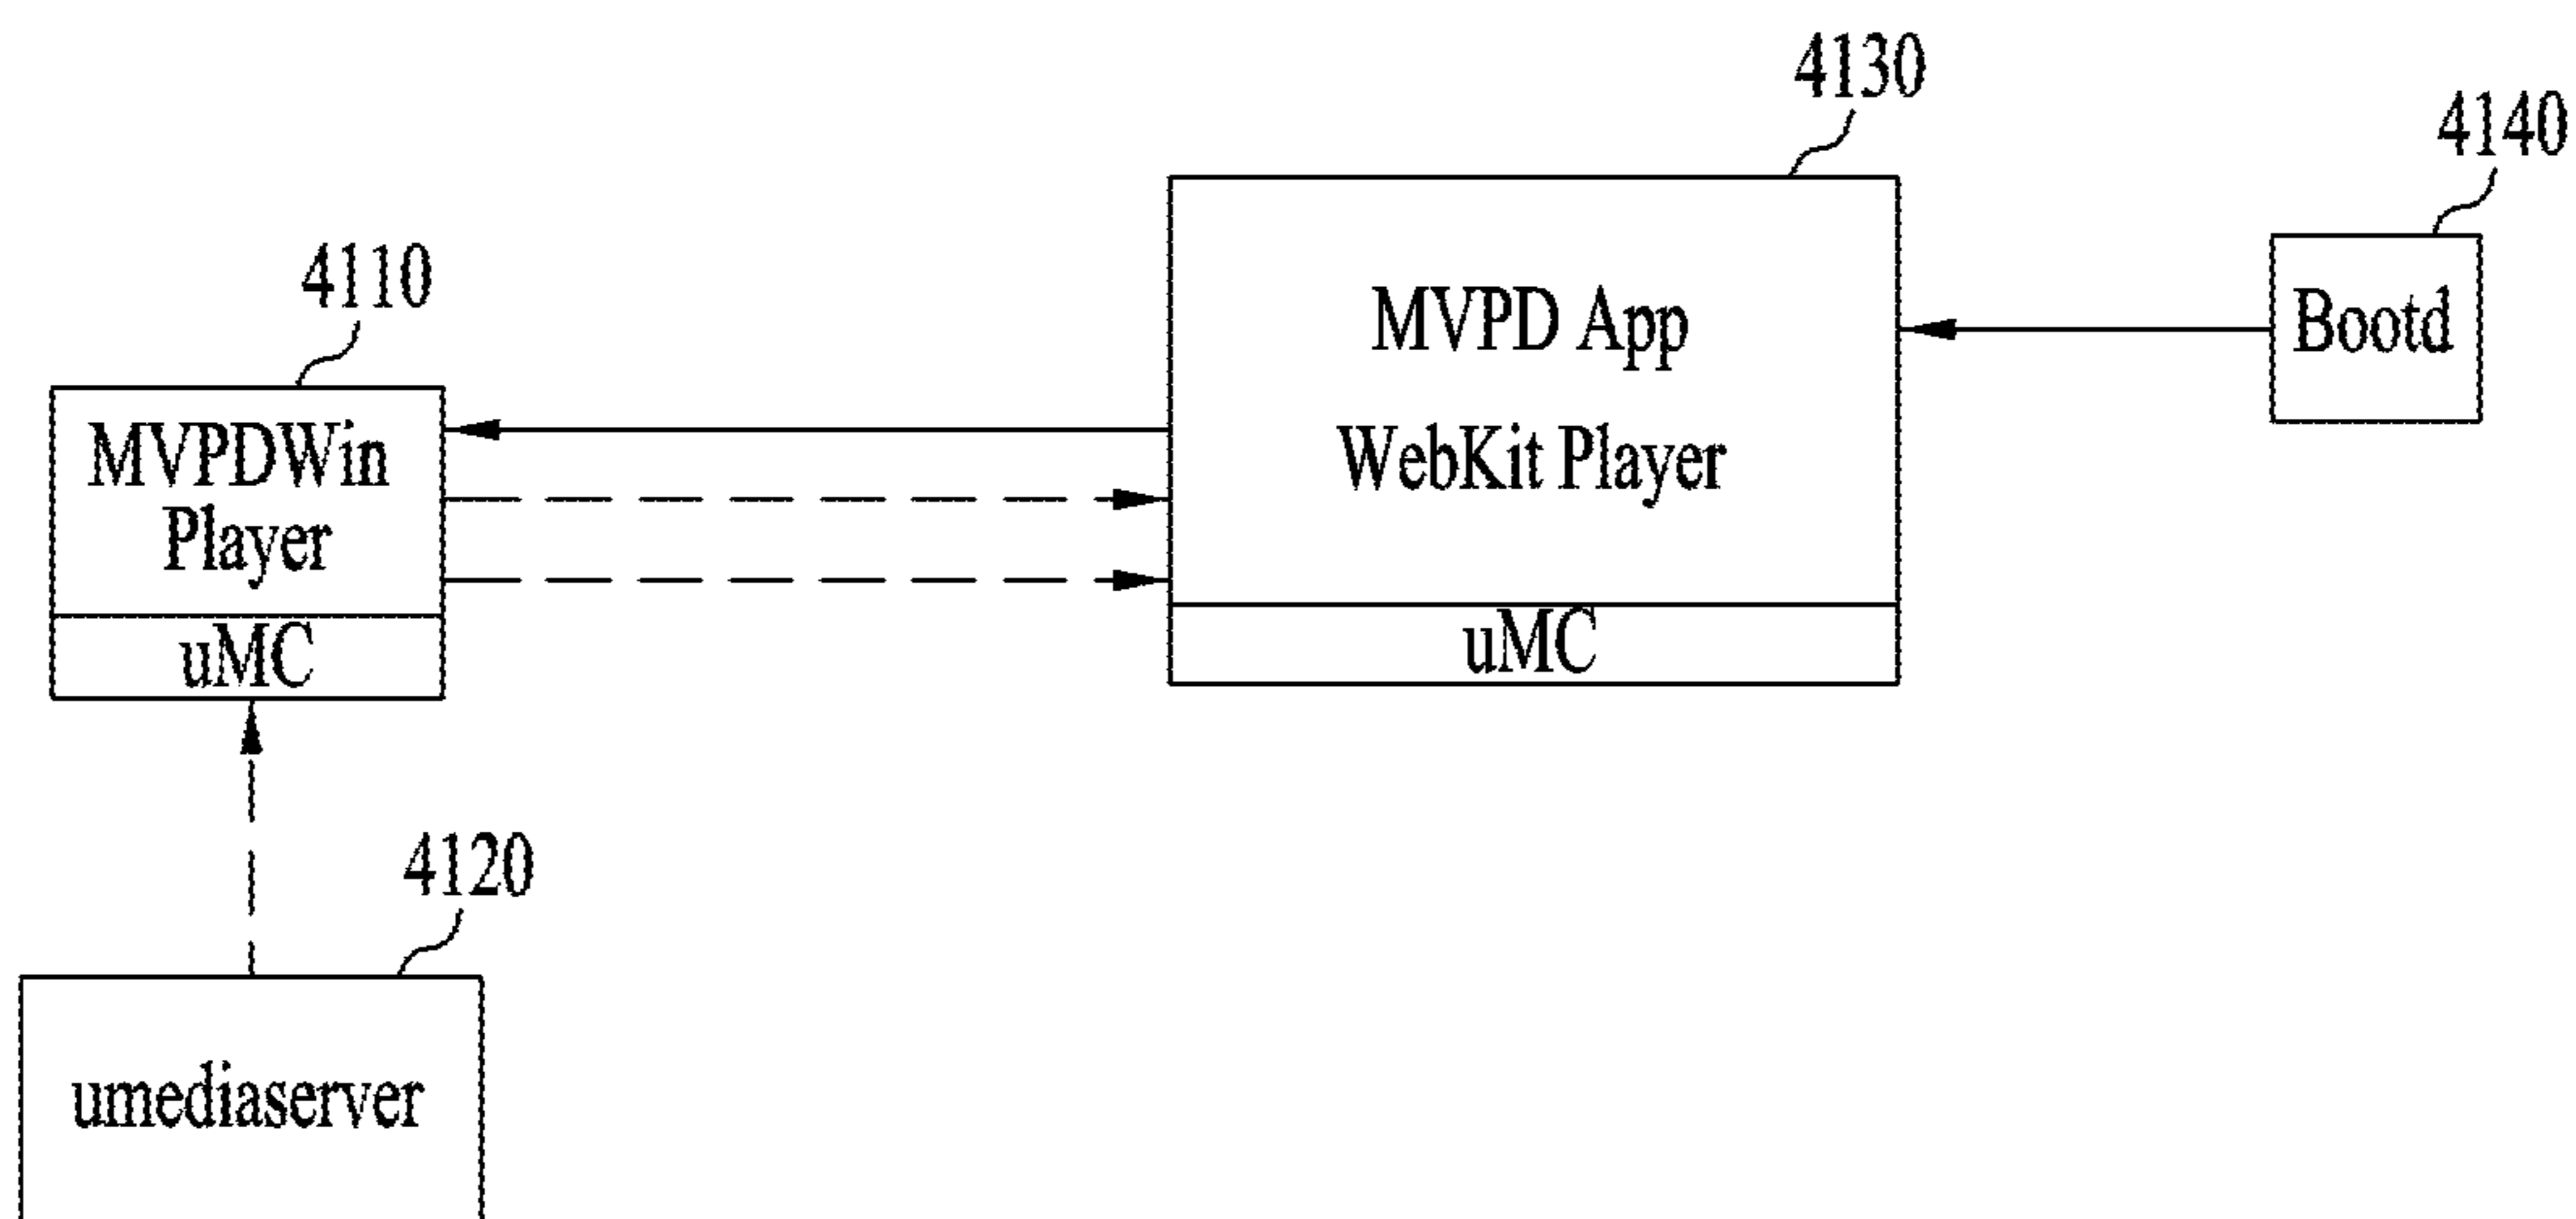 4130
4140
4110
MVPD App
WebKit Player
Bootd
MVPDWin
Player
uMC
uMC
4120
umediaserver